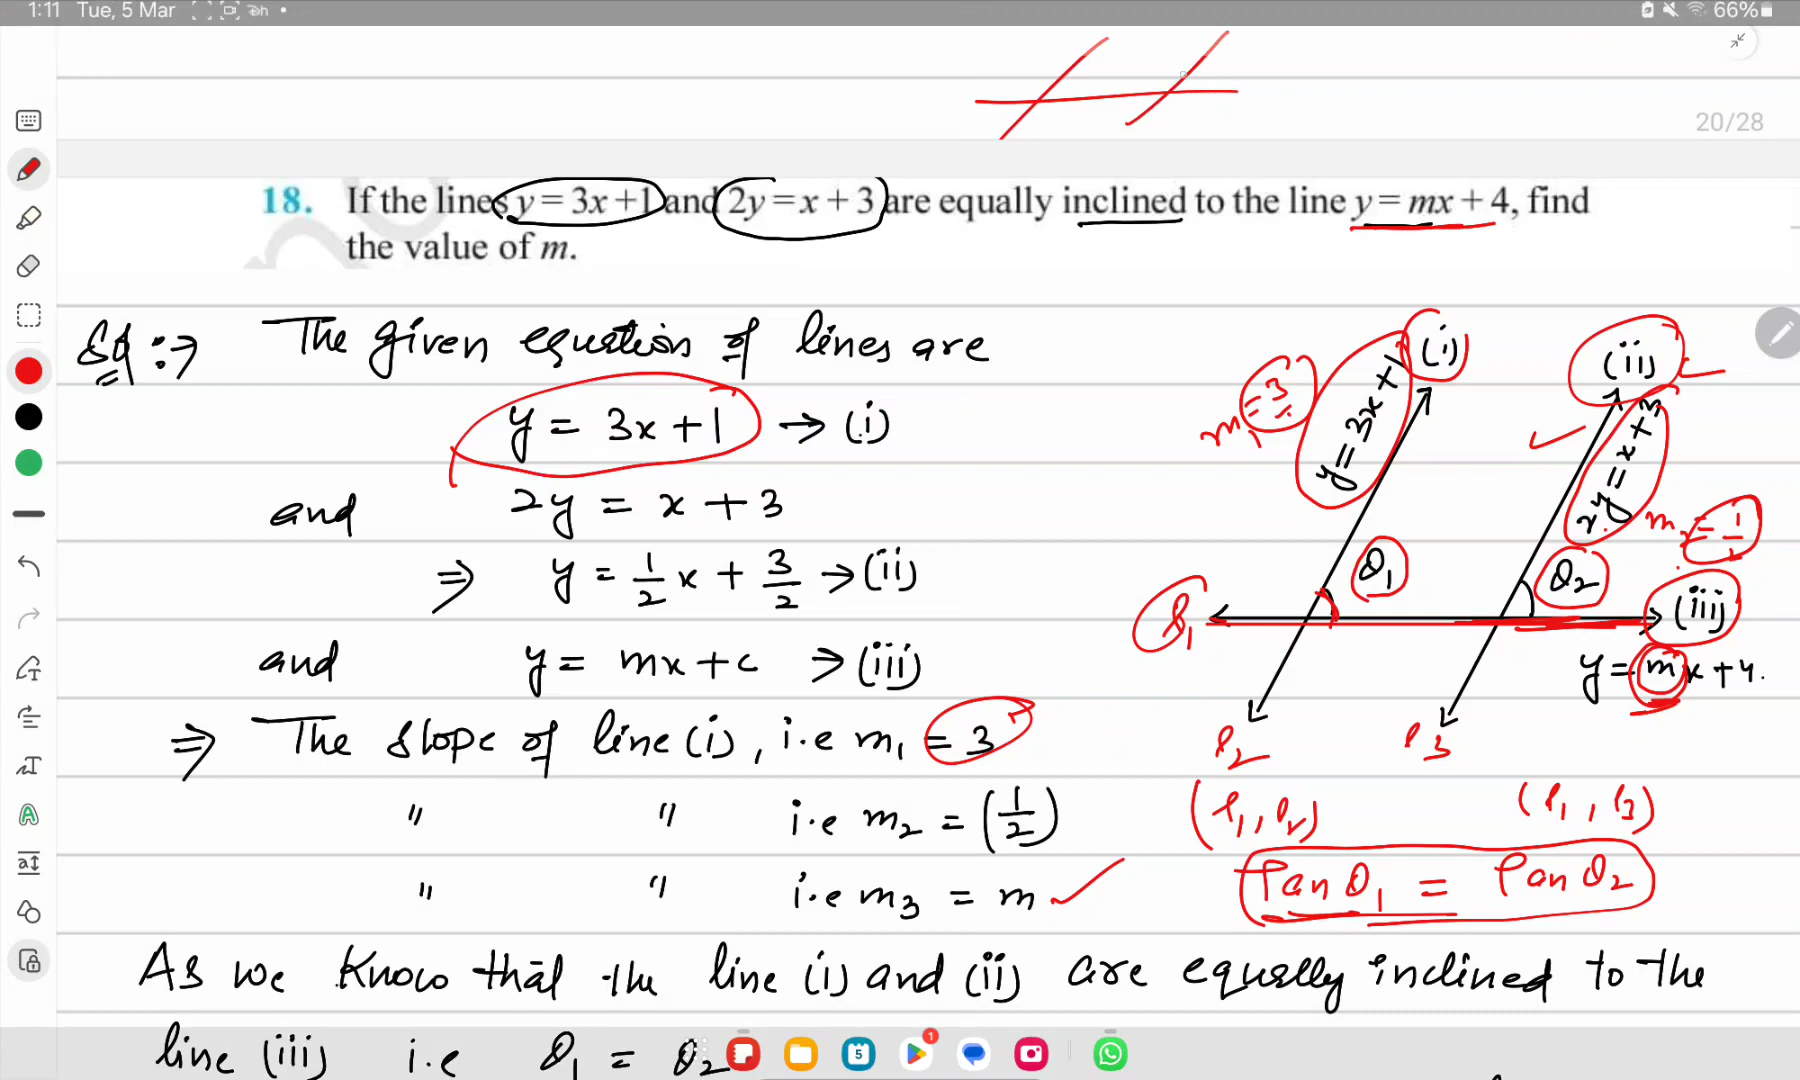 1:11 Tue, 5 Mar
66%
20/28
18. If the lines y = 3x +1 and 2y = x + 3 are equally inclined to the line y = mx + 4, find
the value of m.
Sol :→ The given equation of lines are
y = 3x + 1 → (i)
and 2y = x + 3
⇒ y = 1/2 x + 3/2 → (ii)
and y = mx + c → (iii)
⇒ The slope of line (i), i.e m₁ = 3
" " i.e m₂ = (1/2)
" " i.e m₃ = m
As we know that the line (i) and (ii) are equally inclined to the
line (iii) i.e θ₁ = θ₂
(i)
(ii)
m₁ = 3
y = 3x + 1
2y = x + 3
m₂ = 1/2
θ₁
θ₂
(iii)
l₁
y = mx + 4.
l₂
l₃
(l₁, l₂)
(l₁, l₃)
Tan θ₁ = Tan θ₂
5
1